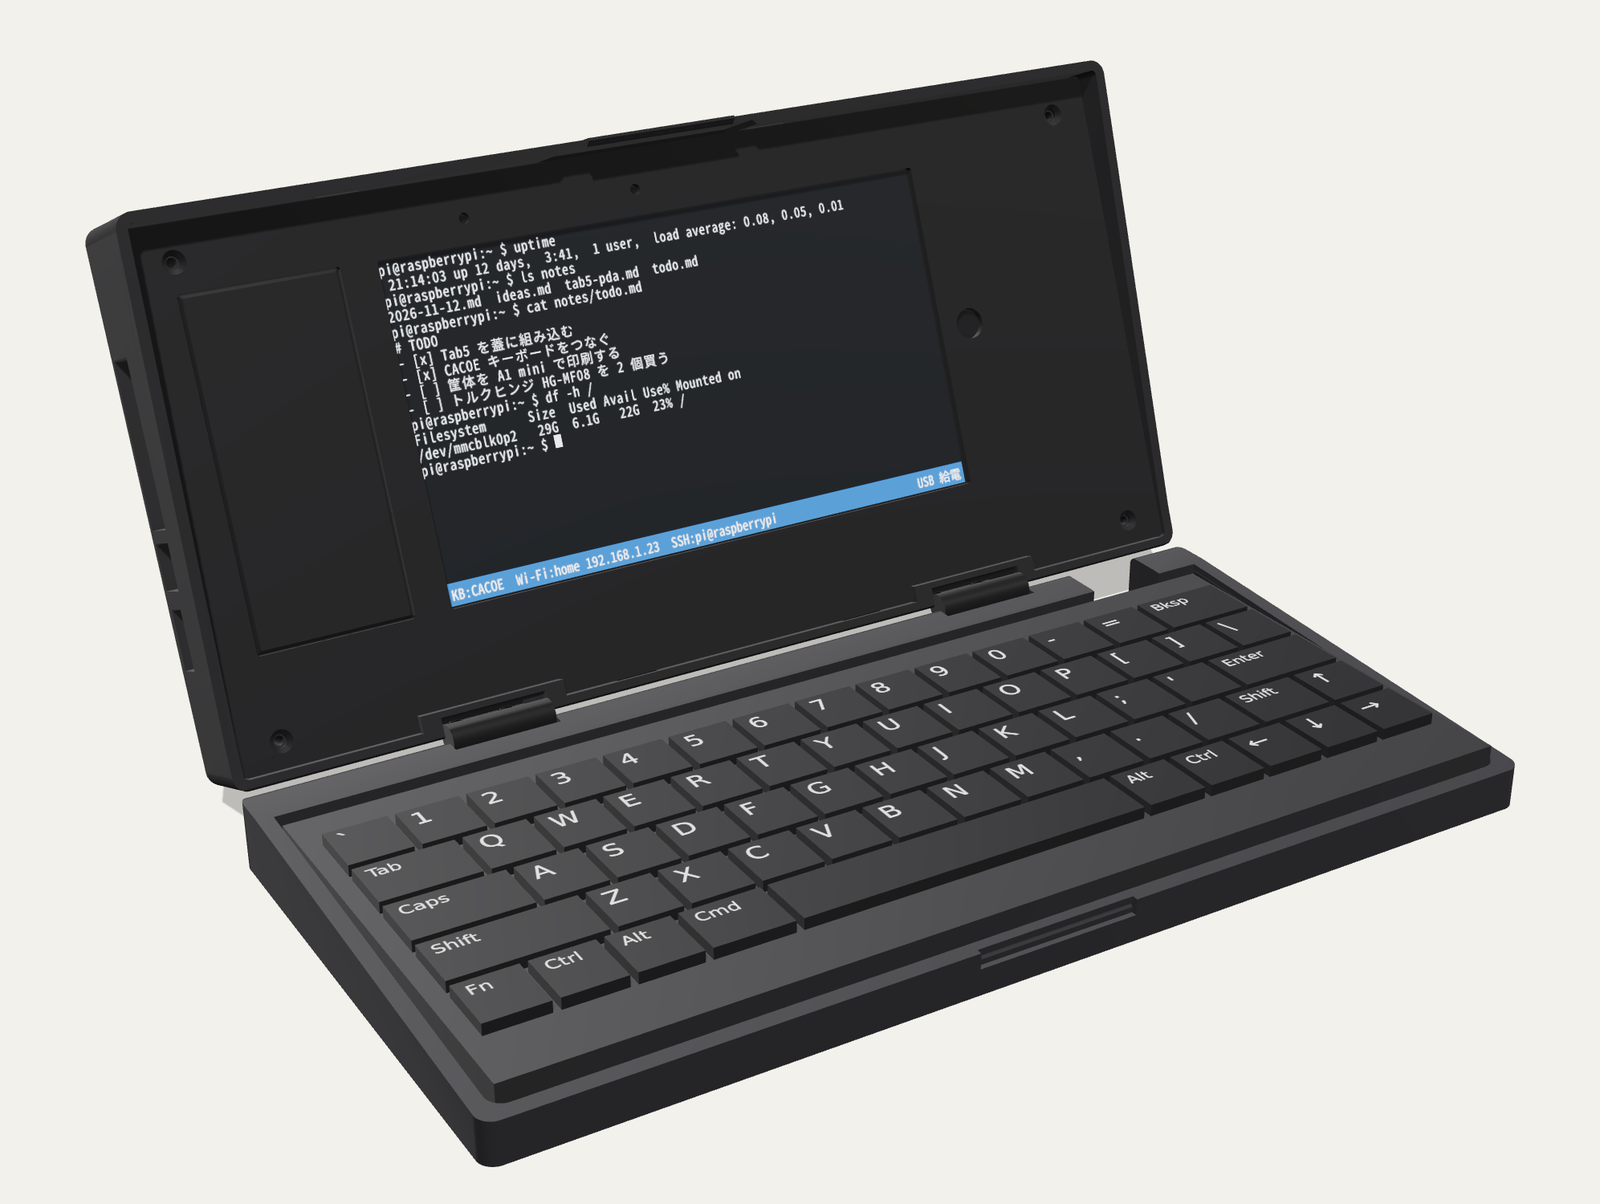 pi@raspberrypi:~ $ uptime
21:14:03 up 12 days,  3:41,  1 user,  load average: 0.08, 0.05, 0.01
pi@raspberrypi:~ $ ls notes
2026-11-12.md  ideas.md  tab5-pda.md  todo.md
pi@raspberrypi:~ $ cat notes/todo.md
# TODO
- [x] Tab5 を蓋に組み込む
- [x] CACOE キーボードをつなぐ
- [ ] 筐体を A1 mini で印刷する
- [ ] トルクヒンジ HG-MF08 を 2 個買う
pi@raspberrypi:~ $ df -h /
Filesystem      Size  Used Avail Use% Mounted on
/dev/mmcblk0p2   29G  6.1G   22G  23% /
pi@raspberrypi:~ $
KB:CACOE  Wi-Fi:home 192.168.1.23  SSH:pi@raspberrypi  USB 給電
` 1 2 3 4 5 6 7 8 9 0 - = Bksp
Tab Q W E R T Y U I O P [ ] \
Caps A S D F G H J K L ; ' Enter
Shift Z X C V B N M , . / Shift ↑
Fn Ctrl Alt Cmd Alt Ctrl ← ↓ →